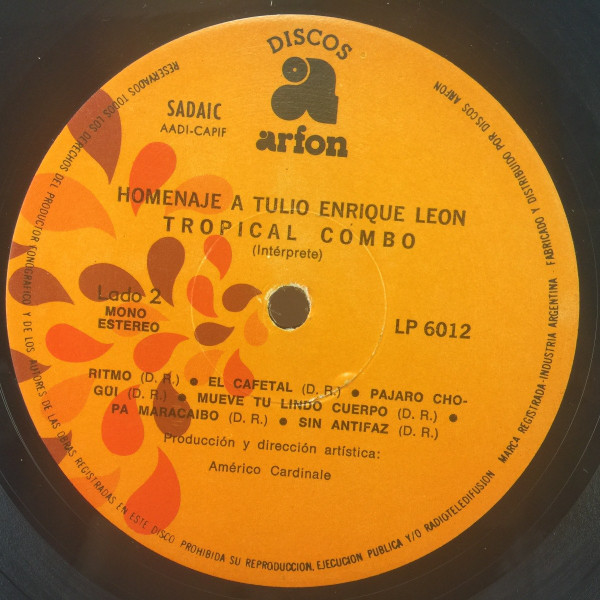 DISCOS
a
arfon
SADAIC
AADI-CAPIF
HOMENAJE A TULIO ENRIQUE LEON
TROPICAL COMBO
(Intérprete)
Lado 2
MONO
ESTEREO
LP 6012
RITMO (D. R.) ● EL CAFETAL (D. R.) ● PAJARO CHO-
GÜI (D. R.) ● MUEVE TU LINDO CUERPO (D. R.) ●
PA MARACAIBO (D. R.) ● SIN ANTIFAZ (D. R.)
Producción y dirección artística:
Américo Cardinale
RESERVADOS TODOS LOS DERECHOS DEL PRODUCTOR FONOGRAFICO Y DE LOS AUTORES DE LAS OBRAS REGISTRADAS EN ESTE DISCO. PROHIBIDA SU REPRODUCCION, EJECUCION PUBLICA Y/O RADIOTELEDIFUSION
MARCA REGISTRADA-INDUSTRIA ARGENTINA FABRICADO Y DISTRIBUIDO POR DISCOS ARFON